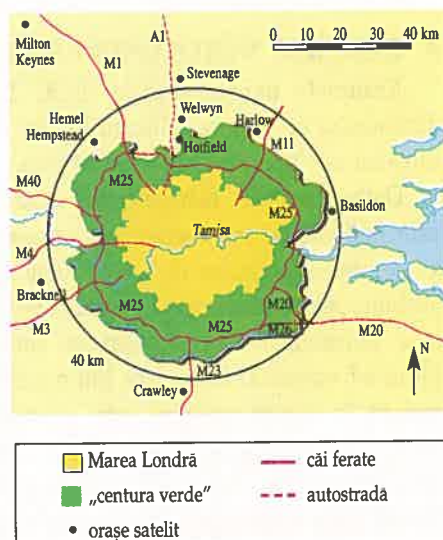 Milton
Keynes
M1
A1
0 10 20 30 40 km
Stevenage
Welwyn
Hemel
Hempstead
Harlow
Hotfield
M11
M40
M25
M25
Basildon
Tamisa
M4
Bracknell
M25
M20
M3
M25
M26
M20
40 km
M23
N
Crawley
Marea Londră
căi ferate
„centura verde"
autostradă
orașe satelit